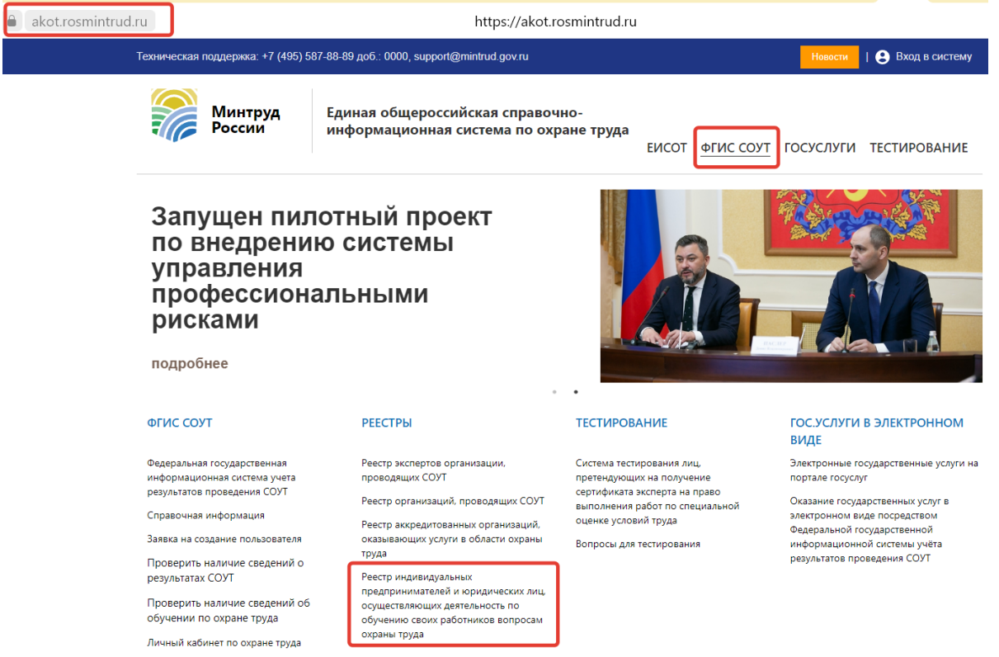 akot.rosmintrud.ru
https://akot.rosmintrud.ru
Техническая поддержка: +7 (495) 587-88-89 доб.: 0000, support@mintrud.gov.ru
Новости
|
Вход в систему
Минтруд
России
Единая общероссийская справочно-
информационная система по охране труда
ЕИСОТ
ФГИС СОУТ
ГОСУСЛУГИ
ТЕСТИРОВАНИЕ
Запущен пилотный проект
по внедрению системы
управления
профессиональными
рисками
подробнее
ФГИС СОУТ
Федеральная государственная
информационная система учета
результатов проведения СОУТ
Справочная информация
Заявка на создание пользователя
Проверить наличие сведений о
результатах СОУТ
Проверить наличие сведений об
обучении по охране труда
Личный кабинет по охране труда
РЕЕСТРЫ
Реестр экспертов организации,
проводящих СОУТ
Реестр организаций, проводящих СОУТ
Реестр аккредитованных организаций,
оказывающих услуги в области охраны
труда
Реестр индивидуальных
предпринимателей и юридических лиц,
осуществляющих деятельность по
обучению своих работников вопросам
охраны труда
ТЕСТИРОВАНИЕ
Система тестирования лиц,
претендующих на получение
сертификата эксперта на право
выполнения работ по специальной
оценке условий труда
Вопросы для тестирования
ГОС.УСЛУГИ В ЭЛЕКТРОННОМ
ВИДЕ
Электронные государственные услуги на
портале госуслуг
Оказание государственных услуг в
электронном виде посредством
Федеральной государственной
информационной системы учёта
результатов проведения СОУТ